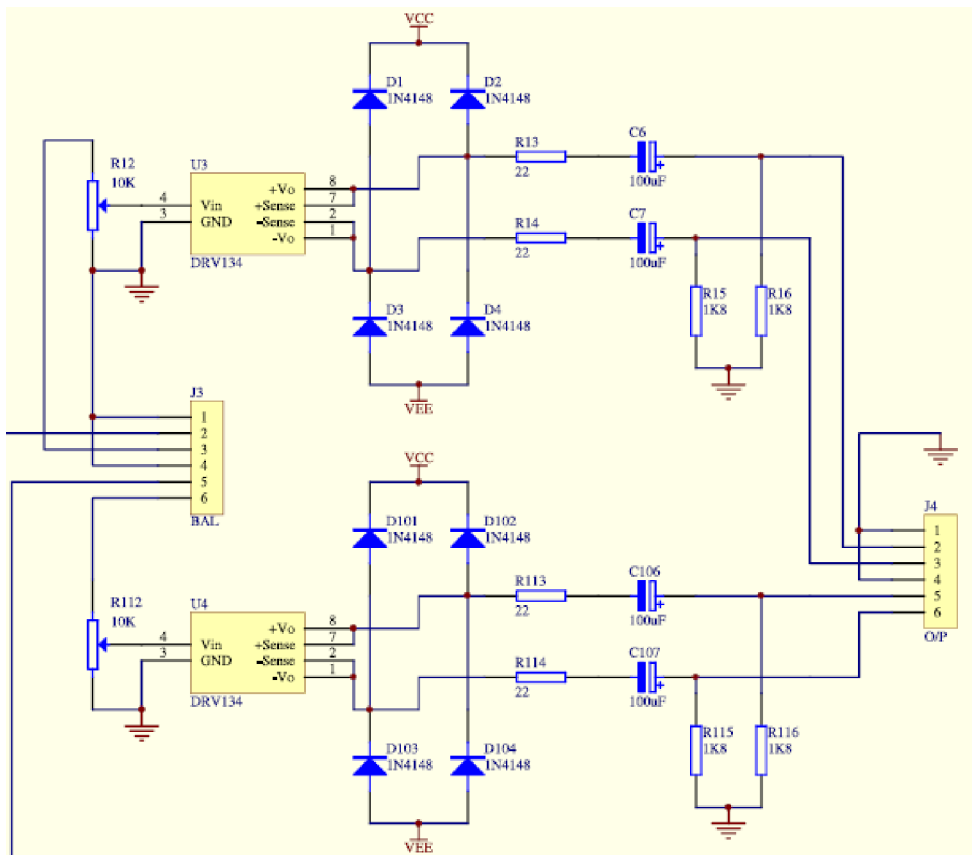 VCC
D1
1N4148
D2
1N4148
R12
10K
U3
4
3
Vin
GND
+Vo
+Sense
-Sense
-Vo
8
7
2
1
DRV134
R13
22
C6
+
100uF
R14
22
C7
+
100uF
D3
1N4148
D4
1N4148
R15
1K8
R16
1K8
VEE
J3
1
2
3
4
5
6
BAL
VCC
D101
1N4148
D102
1N4148
J4
1
2
3
4
5
6
O/P
R112
10K
U4
4
3
Vin
GND
+Vo
+Sense
-Sense
-Vo
8
7
2
1
DRV134
R113
22
C106
+
100uF
R114
22
C107
+
100uF
D103
1N4148
D104
1N4148
R115
1K8
R116
1K8
VEE